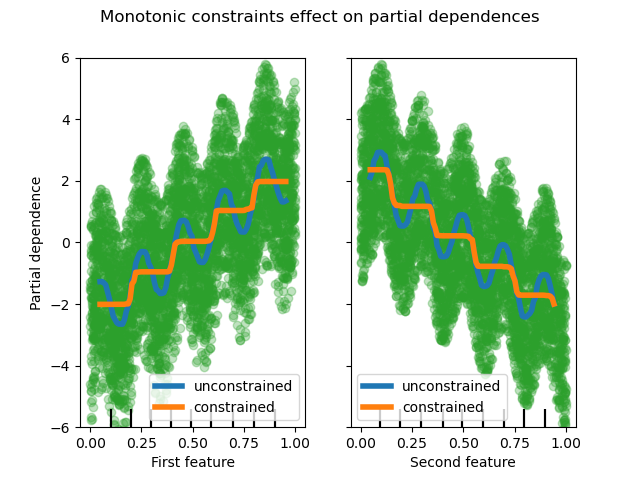 Monotonic constraints effect on partial dependences
Partial dependence
6
4
2
0
−2
−4
−6
unconstrained
constrained
0.00 0.25 0.50 0.75 1.00
First feature
unconstrained
constrained
0.00 0.25 0.50 0.75 1.00
Second feature